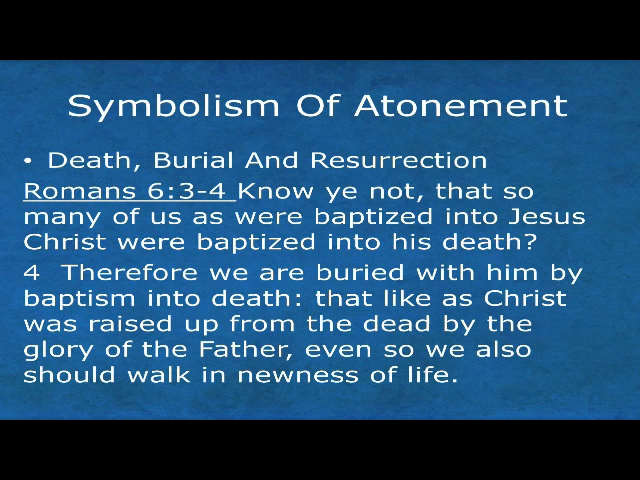 Symbolism Of Atonement
• Death, Burial And Resurrection
Romans 6:3-4 Know ye not, that so
many of us as were baptized into Jesus
Christ were baptized into his death?
4 Therefore we are buried with him by
baptism into death: that like as Christ
was raised up from the dead by the
glory of the Father, even so we also
should walk in newness of life.